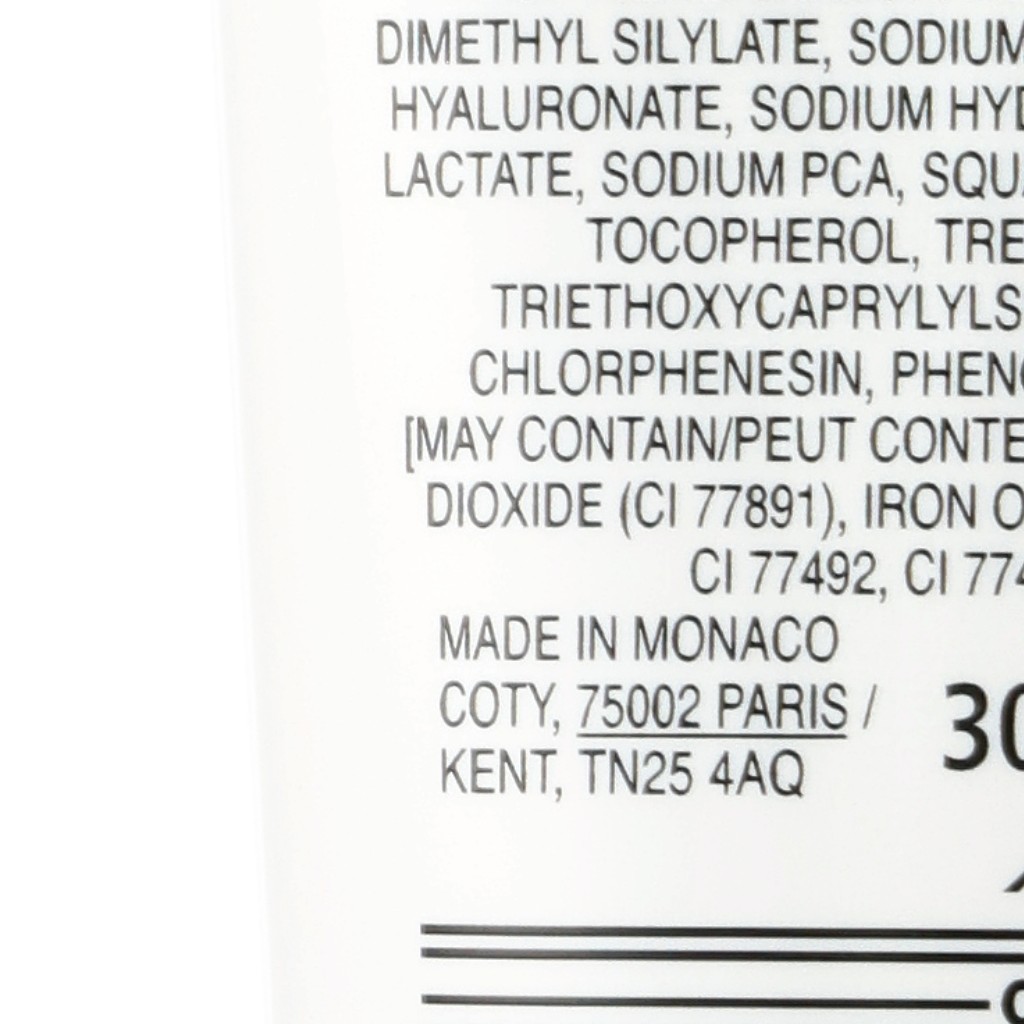 DIMETHYL SILYLATE, SODIUM
HYALURONATE, SODIUM HYD
LACTATE, SODIUM PCA, SQU
TOCOPHEROL, TRE
TRIETHOXYCAPRYLYLS
CHLORPHENESIN, PHEN
[MAY CONTAIN/PEUT CONTE
DIOXIDE (CI 77891), IRON O
CI 77492, CI 774
MADE IN MONACO
COTY, 75002 PARIS /
KENT, TN25 4AQ
30